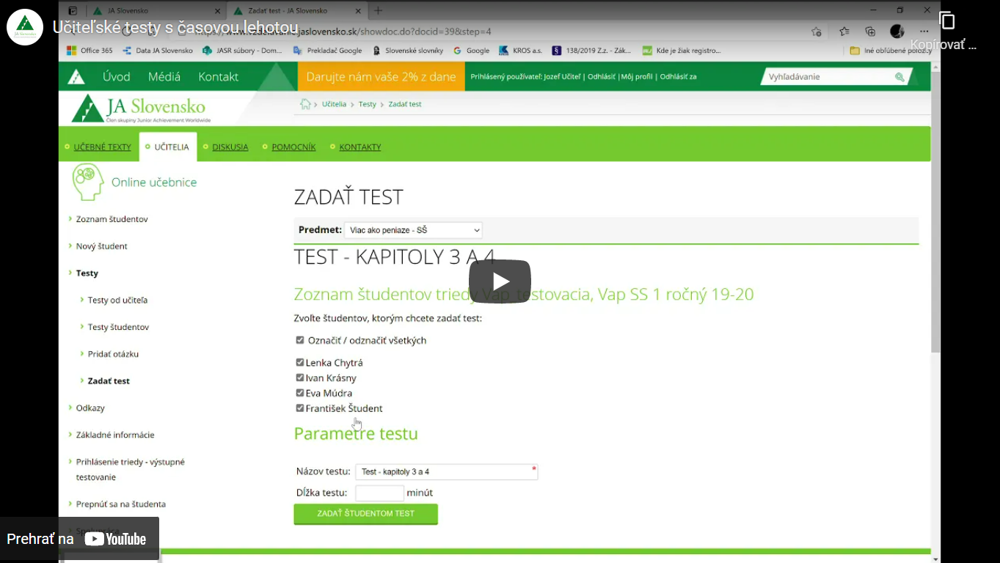 JA Slovensko
Zadať test - JA Slovensko
Učiteľské testy s časovou lehotou
https://www.vzdelavanie.jaslovensko.sk/showdoc.do?docid=39&step=4
Kopírovať ...
Office 365
Data JA Slovensko
JASR súbory - Dom...
Prekladač Google
Slovenské slovníky
Google
KROS a.s.
138/2019 Z.z. - Zák...
Kde je žiak registro...
Iné obľúbené položky
Úvod
Médiá
Kontakt
Darujte nám vaše 2% z dane
Prihlásený používateľ: Jozef Učiteľ | Odhlásiť |Môj profil | Odhlásiť za
Vyhľadávanie
JA Slovensko
Člen skupiny Junior Achievement Worldwide
Učitelia > Testy > Zadať test
UČEBNÉ TEXTY
UČITELIA
DISKUSIA
POMOCNÍK
KONTAKTY
Online učebnice
Zoznam študentov
Nový študent
Testy
Testy od učiteľa
Testy študentov
Pridať otázku
Zadať test
Odkazy
Základné informácie
Prihlásenie triedy - výstupné
testovanie
Prepnúť sa na študenta
Spolupráca
ZADAŤ TEST
Predmet: Viac ako peniaze - SŠ
TEST - KAPITOLY 3 A 4
Zoznam študentov triedy Vap_testovacia, Vap SS 1 ročný 19-20
Zvoľte študentov, ktorým chcete zadať test:
Označiť / odznačiť všetkých
Lenka Chytrá
Ivan Krásny
Eva Múdra
František Študent
Parametre testu
Názov testu: Test - kapitoly 3 a 4 *
Dĺžka testu: minút
ZADAŤ ŠTUDENTOM TEST
Prehrať na YouTube